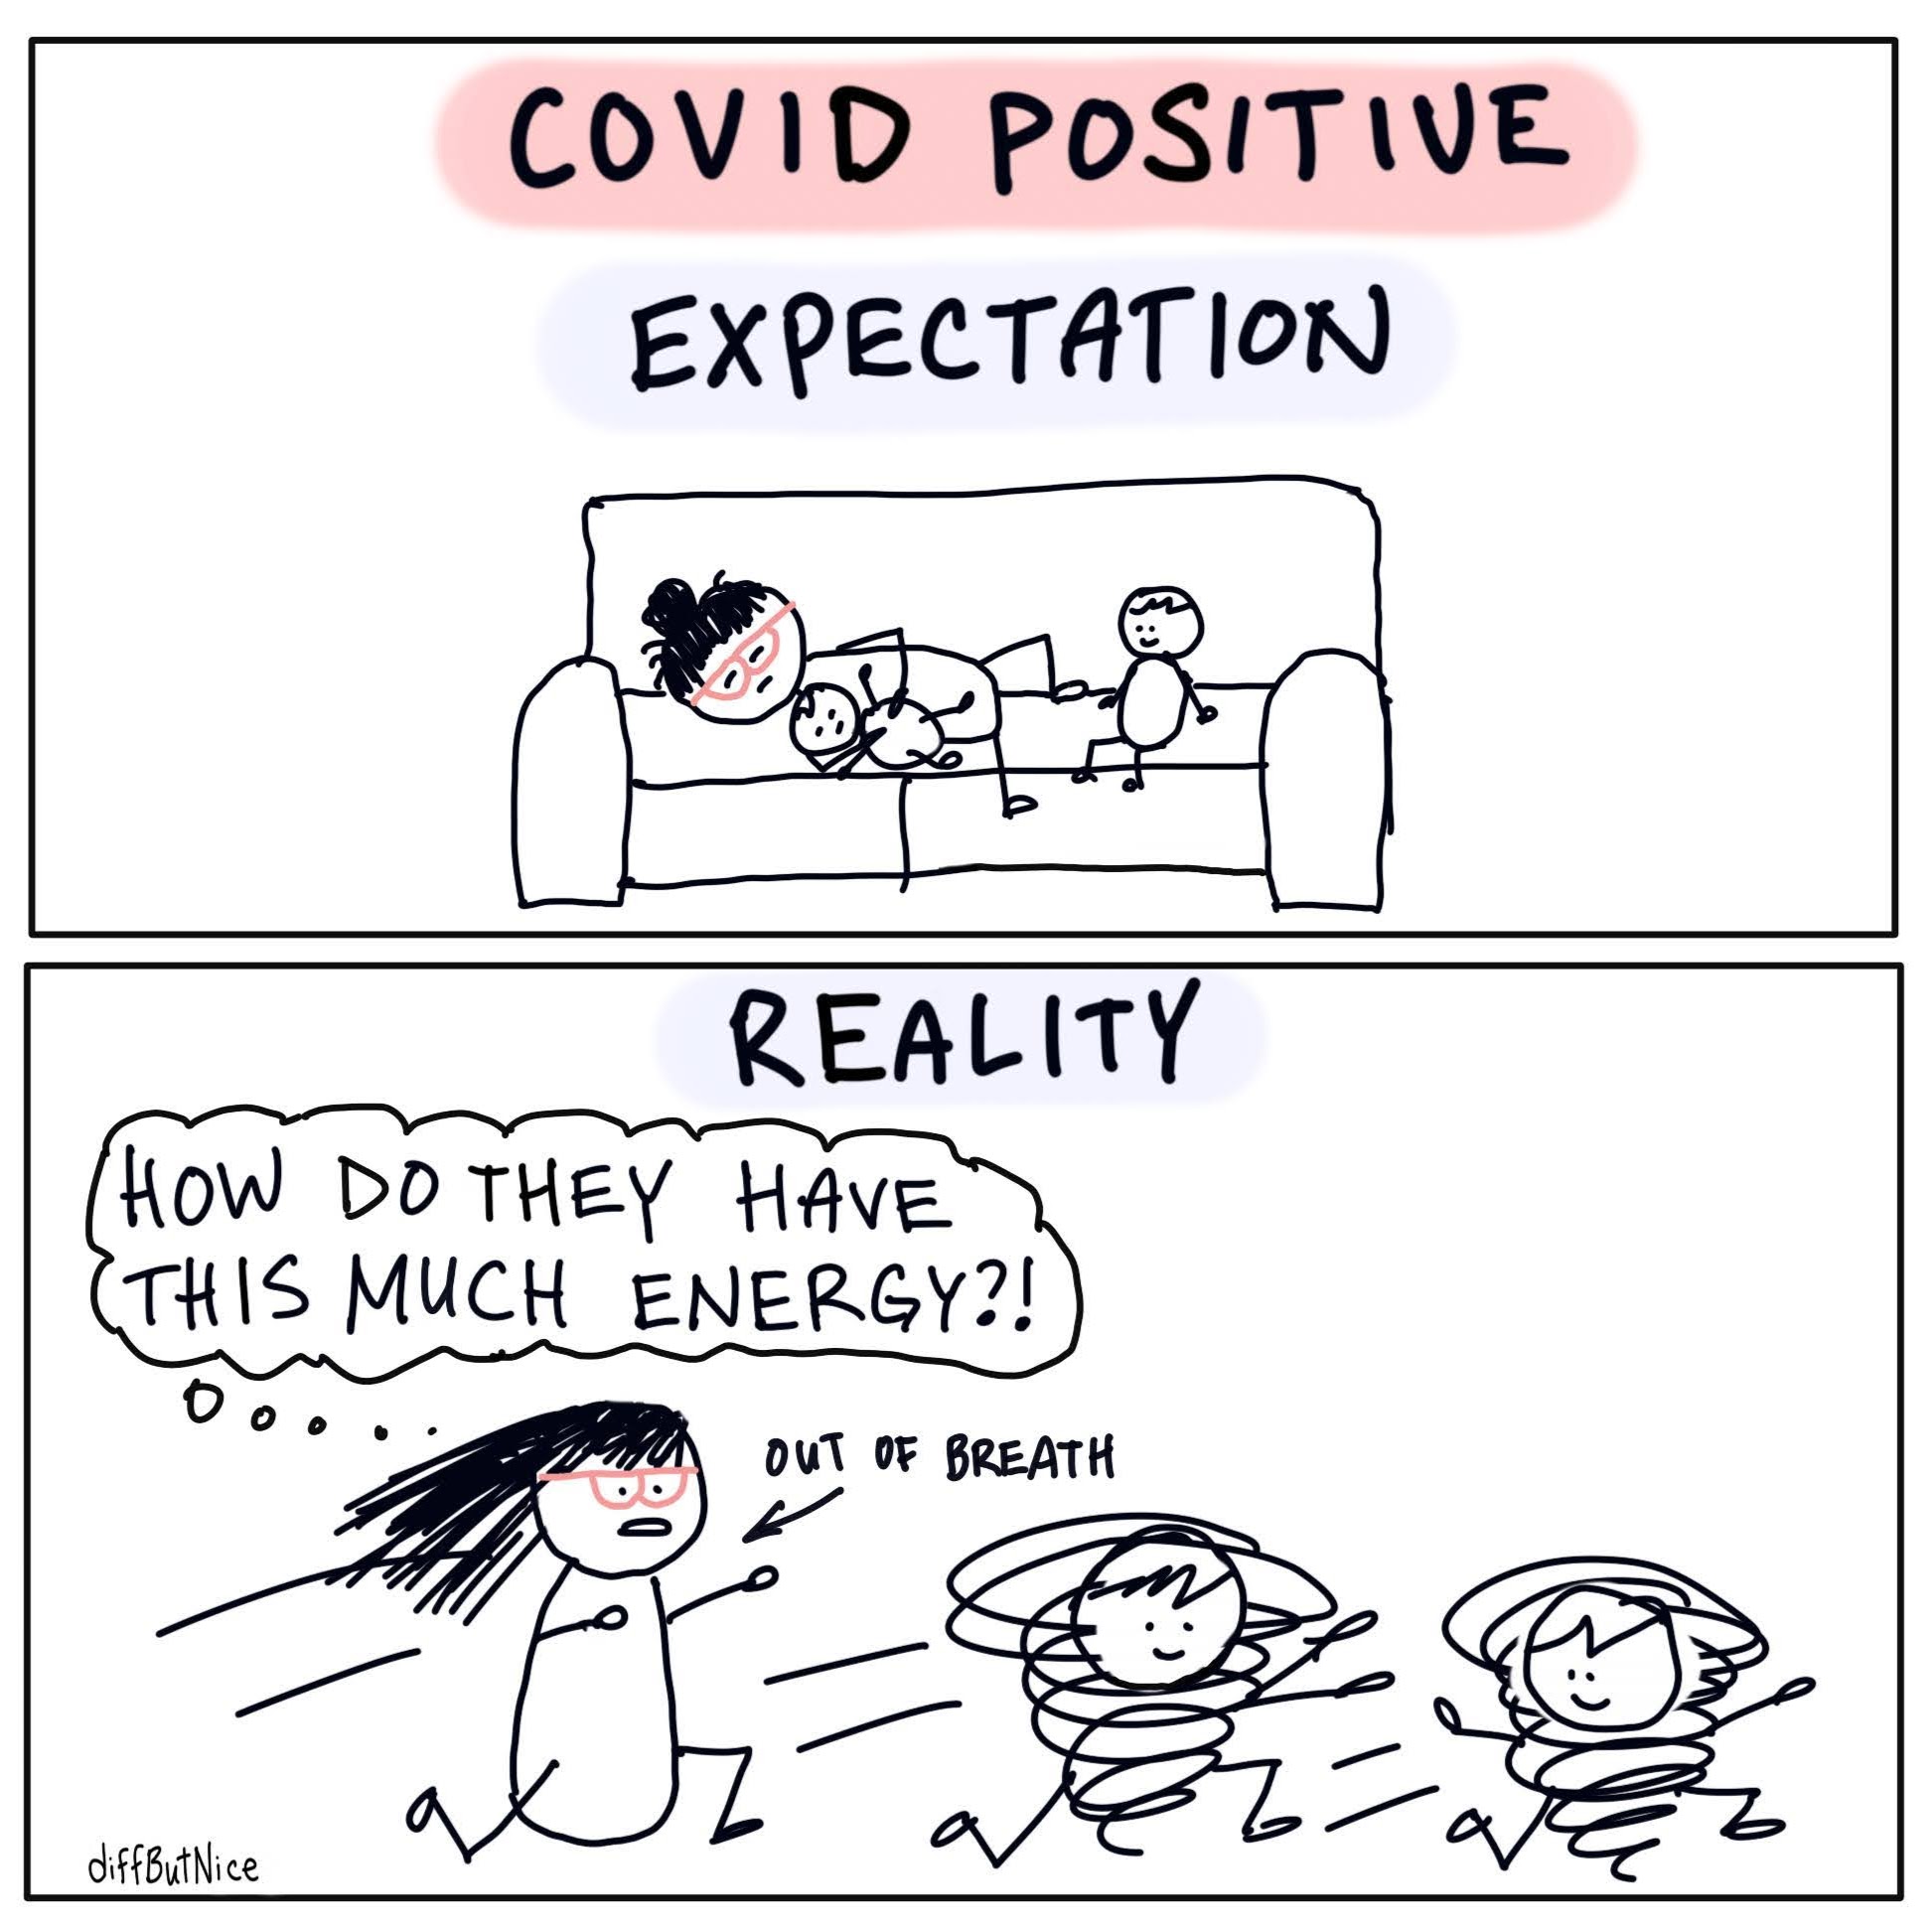 COVID POSITIVE
EXPECTATION
REALITY
HOW DO THEY HAVE
THIS MUCH ENERGY?!
OUT OF BREATH
diffButNice